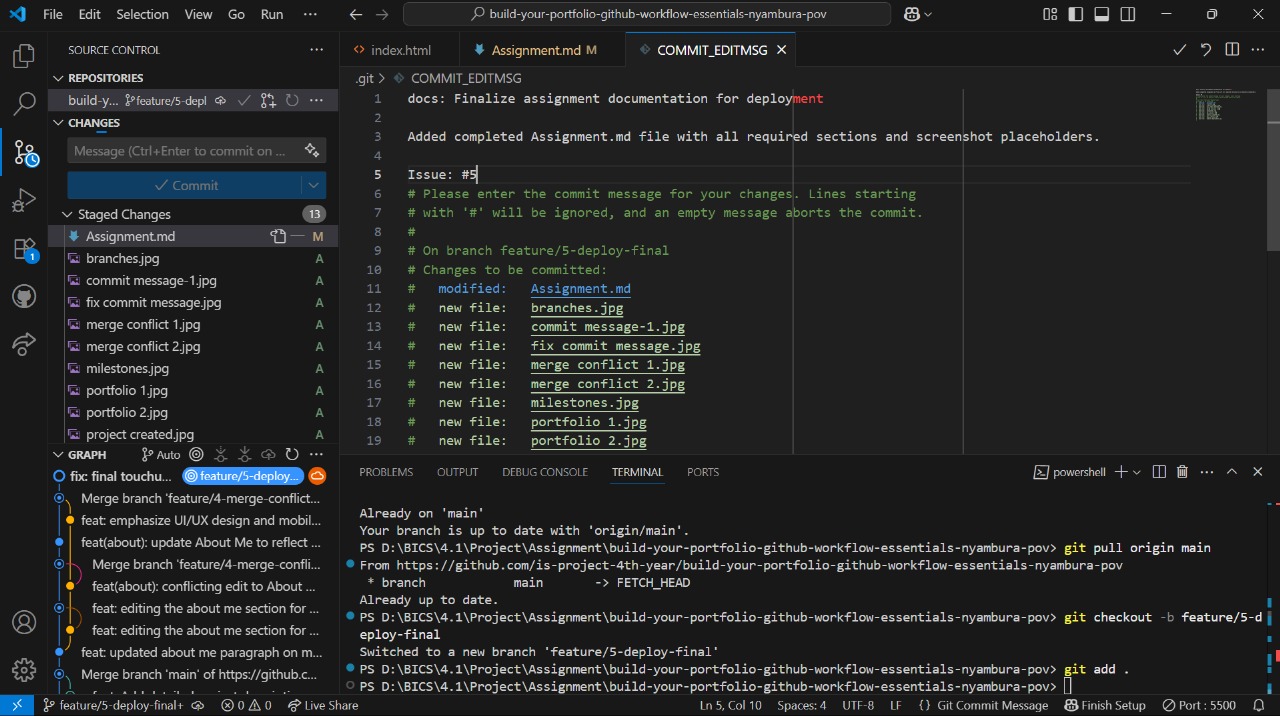 File Edit Selection View Go Run ··· build-your-portfolio-github-workflow-essentials-nyambura-pov
SOURCE CONTROL ···
REPOSITORIES
build-y... feature/5-depl ···
CHANGES
Message (Ctrl+Enter to commit on ...
Commit
Staged Changes 13
Assignment.md M
branches.jpg A
commit message-1.jpg A
fix commit message.jpg A
merge conflict 1.jpg A
merge conflict 2.jpg A
milestones.jpg A
portfolio 1.jpg A
portfolio 2.jpg A
project created.jpg A
GRAPH Auto ···
fix: final touchu... feature/5-deploy...
Merge branch 'feature/4-merge-conflict...
feat: emphasize UI/UX design and mobil...
feat(about): update About Me to reflect ...
Merge branch 'feature/4-merge-confli...
feat(about): conflicting edit to About ...
feat: editing the about me section for ...
feat: editing the about me section for ...
feat: updated about me paragraph on m...
Merge branch 'main' of https://github.c...
1
index.html Assignment.md M COMMIT_EDITMSG
.git > COMMIT_EDITMSG
1 docs: Finalize assignment documentation for deployment
2
3 Added completed Assignment.md file with all required sections and screenshot placeholders.
4
5 Issue: #5
6 # Please enter the commit message for your changes. Lines starting
7 # with '#' will be ignored, and an empty message aborts the commit.
8 #
9 # On branch feature/5-deploy-final
10 # Changes to be committed:
11 # modified: Assignment.md
12 # new file: branches.jpg
13 # new file: commit message-1.jpg
14 # new file: fix commit message.jpg
15 # new file: merge conflict 1.jpg
16 # new file: merge conflict 2.jpg
17 # new file: milestones.jpg
18 # new file: portfolio 1.jpg
19 # new file: portfolio 2.jpg
PROBLEMS OUTPUT DEBUG CONSOLE TERMINAL PORTS powershell ···
Already on 'main'
Your branch is up to date with 'origin/main'.
PS D:\BICS\4.1\Project\Assignment\build-your-portfolio-github-workflow-essentials-nyambura-pov> git pull origin main
From https://github.com/is-project-4th-year/build-your-portfolio-github-workflow-essentials-nyambura-pov
* branch main -> FETCH_HEAD
Already up to date.
PS D:\BICS\4.1\Project\Assignment\build-your-portfolio-github-workflow-essentials-nyambura-pov> git checkout -b feature/5-d
eploy-final
Switched to a new branch 'feature/5-deploy-final'
PS D:\BICS\4.1\Project\Assignment\build-your-portfolio-github-workflow-essentials-nyambura-pov> git add .
PS D:\BICS\4.1\Project\Assignment\build-your-portfolio-github-workflow-essentials-nyambura-pov>
feature/5-deploy-final+ 0 0 Live Share Ln 5, Col 10 Spaces: 4 UTF-8 LF {} Git Commit Message Finish Setup Port : 5500